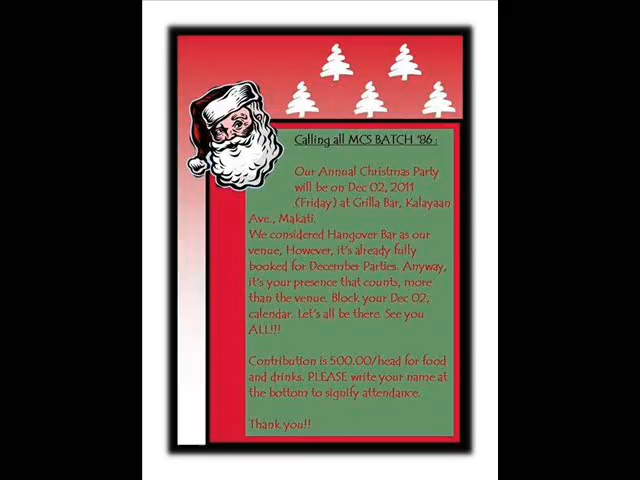 Calling all MCS BATCH '86 :
Our Annual Christmas Party
will be on Dec 02, 2011
(Friday) at Grilla Bar, Kalayaan
Ave., Makati.
We considered Hangover Bar as our
venue, However, it's already fully
booked for December Parties. Anyway,
it's your presence that counts, more
than the venue. Block your Dec 02,
calendar. Let's all be there. See you
ALL!!!
Contribution is 500.00/head for food
and drinks. PLEASE write your name at
the bottom to signify attendance.
Thank you!!